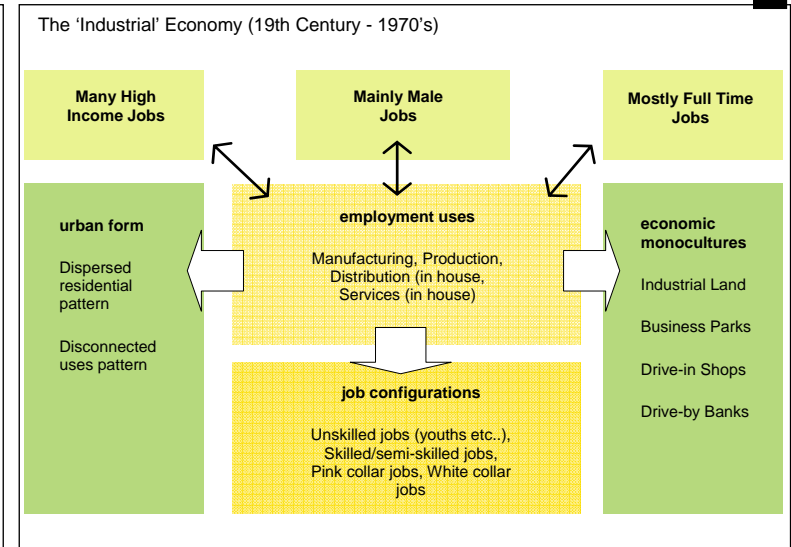 The 'Industrial' Economy (19th Century - 1970's)
Many High
Income Jobs
Mainly Male
Jobs
Mostly Full Time
Jobs
urban form
Dispersed
residential
pattern
Disconnected
uses pattern
employment uses
Manufacturing, Production,
Distribution (in house,
Services (in house)
job configurations
Unskilled jobs (youths etc..),
Skilled/semi-skilled jobs,
Pink collar jobs, White collar
jobs
economic
monocultures
Industrial Land
Business Parks
Drive-in Shops
Drive-by Banks